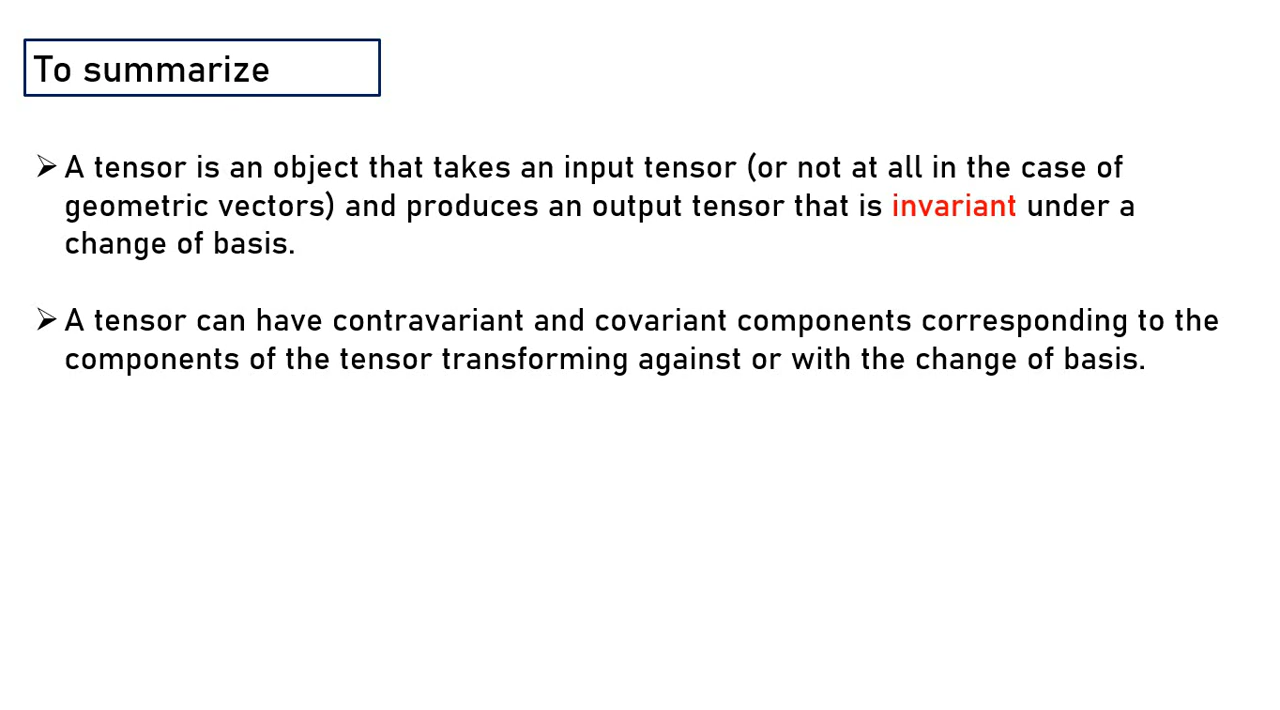 To summarize
➢ A tensor is an object that takes an input tensor (or not at all in the case of
geometric vectors) and produces an output tensor that is invariant under a
change of basis.
➢ A tensor can have contravariant and covariant components corresponding to the
components of the tensor transforming against or with the change of basis.